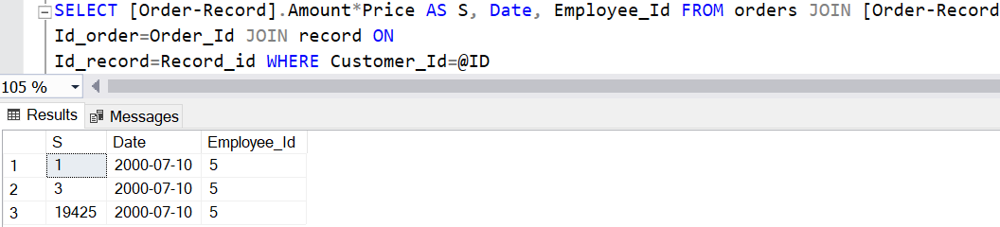 SELECT [Order-Record].Amount*Price AS S, Date, Employee_Id FROM orders JOIN [Order-Record
Id_order=Order_Id JOIN record ON
Id_record=Record_id WHERE Customer_Id=@ID
105 %
Results Messages
S Date Employee_Id
1 1 2000-07-10 5
2 3 2000-07-10 5
3 19425 2000-07-10 5